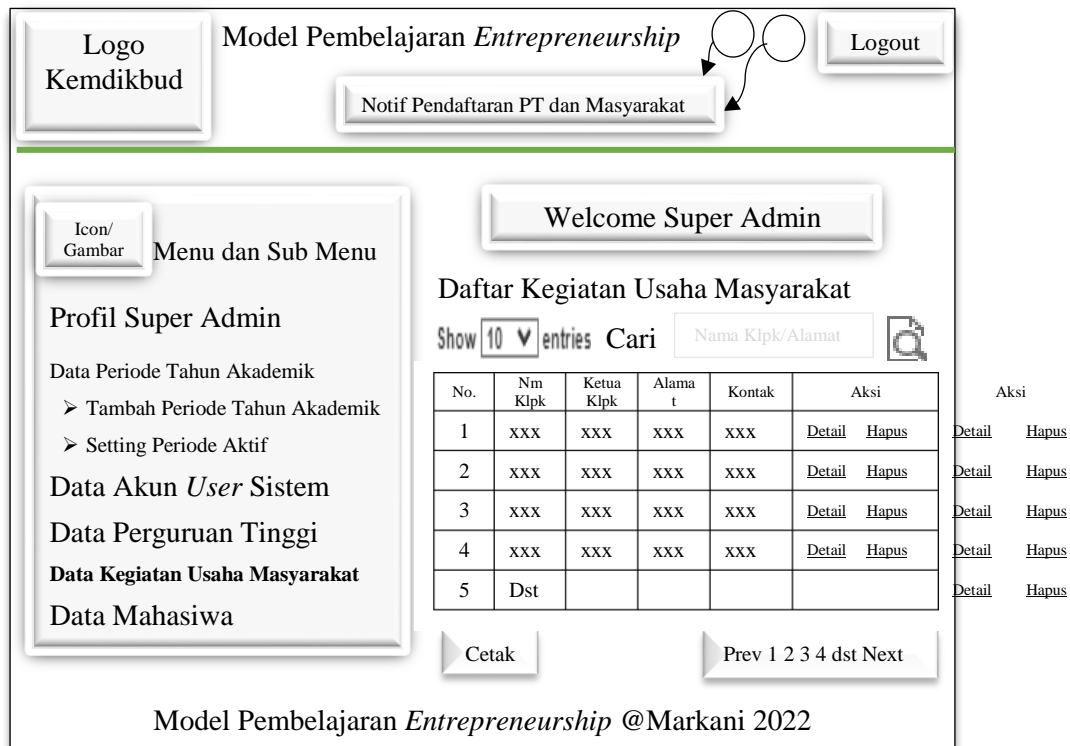 Logo
Kemdikbud
Model Pembelajaran Entrepreneurship
Logout
Notif Pendaftaran PT dan Masyarakat
Icon/
Gambar
Menu dan Sub Menu
Profil Super Admin
Data Periode Tahun Akademik
➢ Tambah Periode Tahun Akademik
➢ Setting Periode Aktif
Data Akun User Sistem
Data Perguruan Tinggi
Data Kegiatan Usaha Masyarakat
Data Mahasiwa
Welcome Super Admin
Daftar Kegiatan Usaha Masyarakat
Show 10 entries Cari Nama Klpk/Alamat
No. Nm Klpk Ketua Klpk Alamat Kontak Aksi Aksi
1 xxx xxx xxx xxx Detail Hapus Detail Hapus
2 xxx xxx xxx xxx Detail Hapus Detail Hapus
3 xxx xxx xxx xxx Detail Hapus Detail Hapus
4 xxx xxx xxx xxx Detail Hapus Detail Hapus
5 Dst Detail Hapus
Cetak
Prev 1 2 3 4 dst Next
Model Pembelajaran Entrepreneurship @Markani 2022